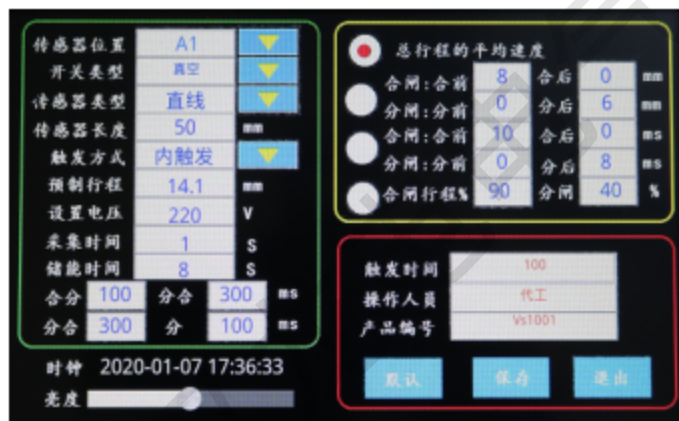 传感器位置 A1
开关类型 真空
传感器类型 直线
传感器长度 50 mm
触发方式 内触发
预制行程 14.1 mm
设置电压 220 V
采集时间 1 S
储能时间 8 S
合分 100 分合 300 ms
分合 300 分 100 ms
时钟 2020-01-07 17:36:33
亮度
总行程的平均速度
合闸:合前 8 合后 0 mm
分闸:分前 0 分后 6 mm
合闸:合前 10 合后 0 ms
分闸:分前 0 分后 8 ms
合闸行程% 90 分闸 40 %
触发时间 100
操作人员 代工
产品编号 Vs1001
默认 保存 退出